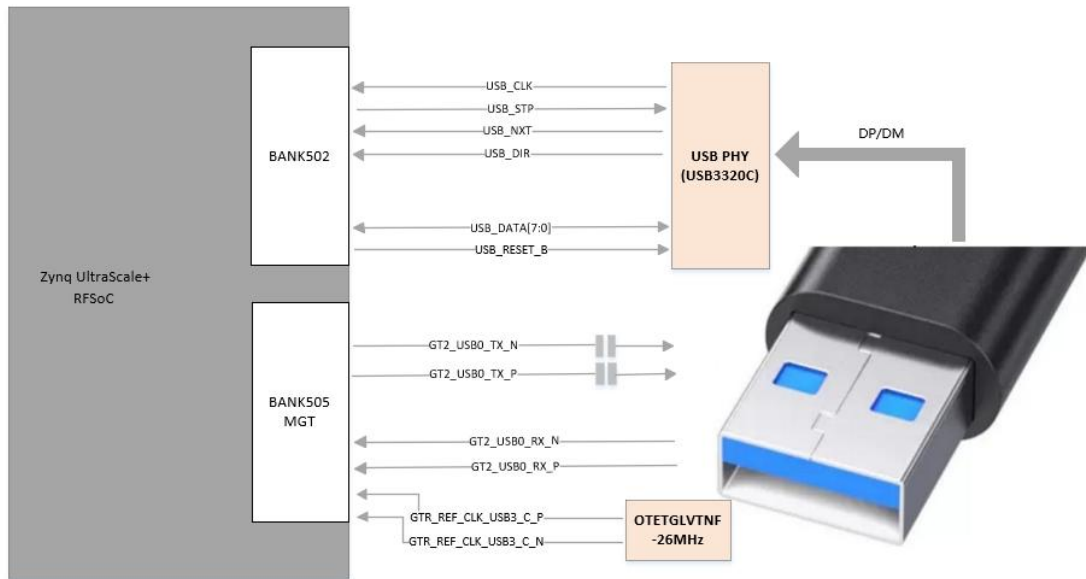 USB_CLK
USB_STP
USB_NXT
USB_DIR
BANK502
USB PHY
(USB3320C)
DP/DM
USB_DATA[7:0]
USB_RESET_B
Zynq UltraScale+
RFSoC
GT2_USB0_TX_N
GT2_USB0_TX_P
BANK505
MGT
GT2_USB0_RX_N
GT2_USB0_RX_P
GTR_REF_CLK_USB3_C_P
GTR_REF_CLK_USB3_C_N
OTETGLVTNF
-26MHz